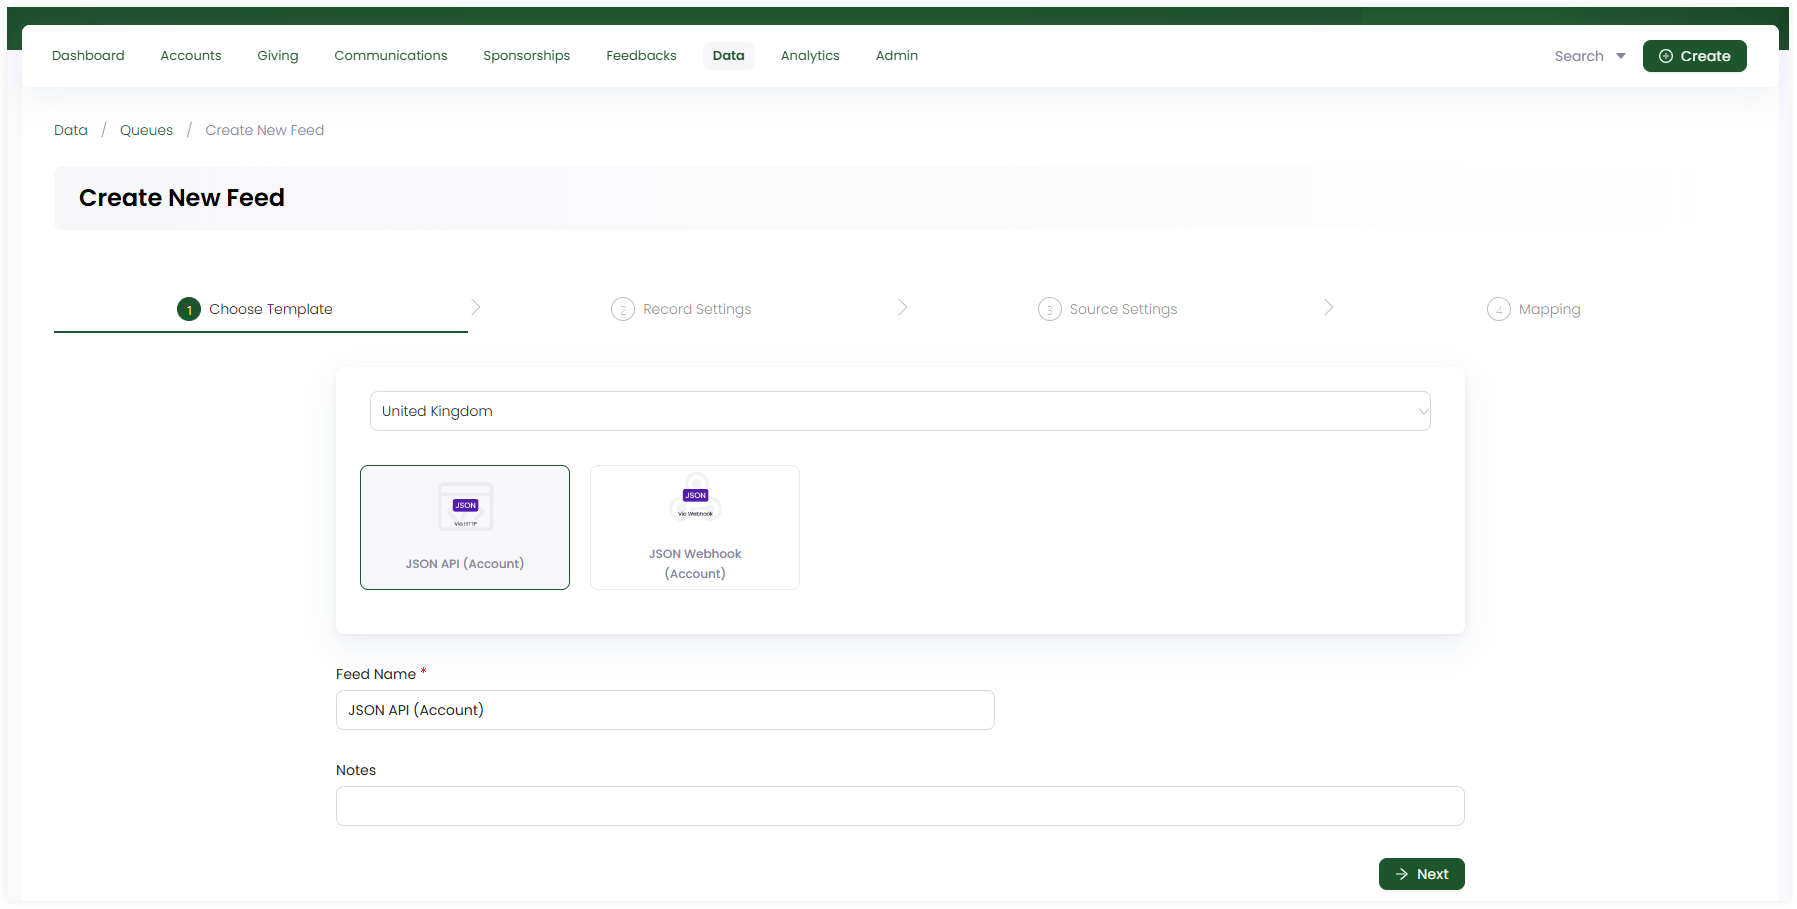 Dashboard Accounts Giving Communications Sponsorships Feedbacks Data Analytics Admin Search Create
Data / Queues / Create New Feed
Create New Feed
1 Choose Template 2 Record Settings 3 Source Settings 4 Mapping
United Kingdom
JSON
Via HTTP
JSON API (Account)
JSON
Via Webhook
JSON Webhook
(Account)
Feed Name *
JSON API (Account)
Notes
Next